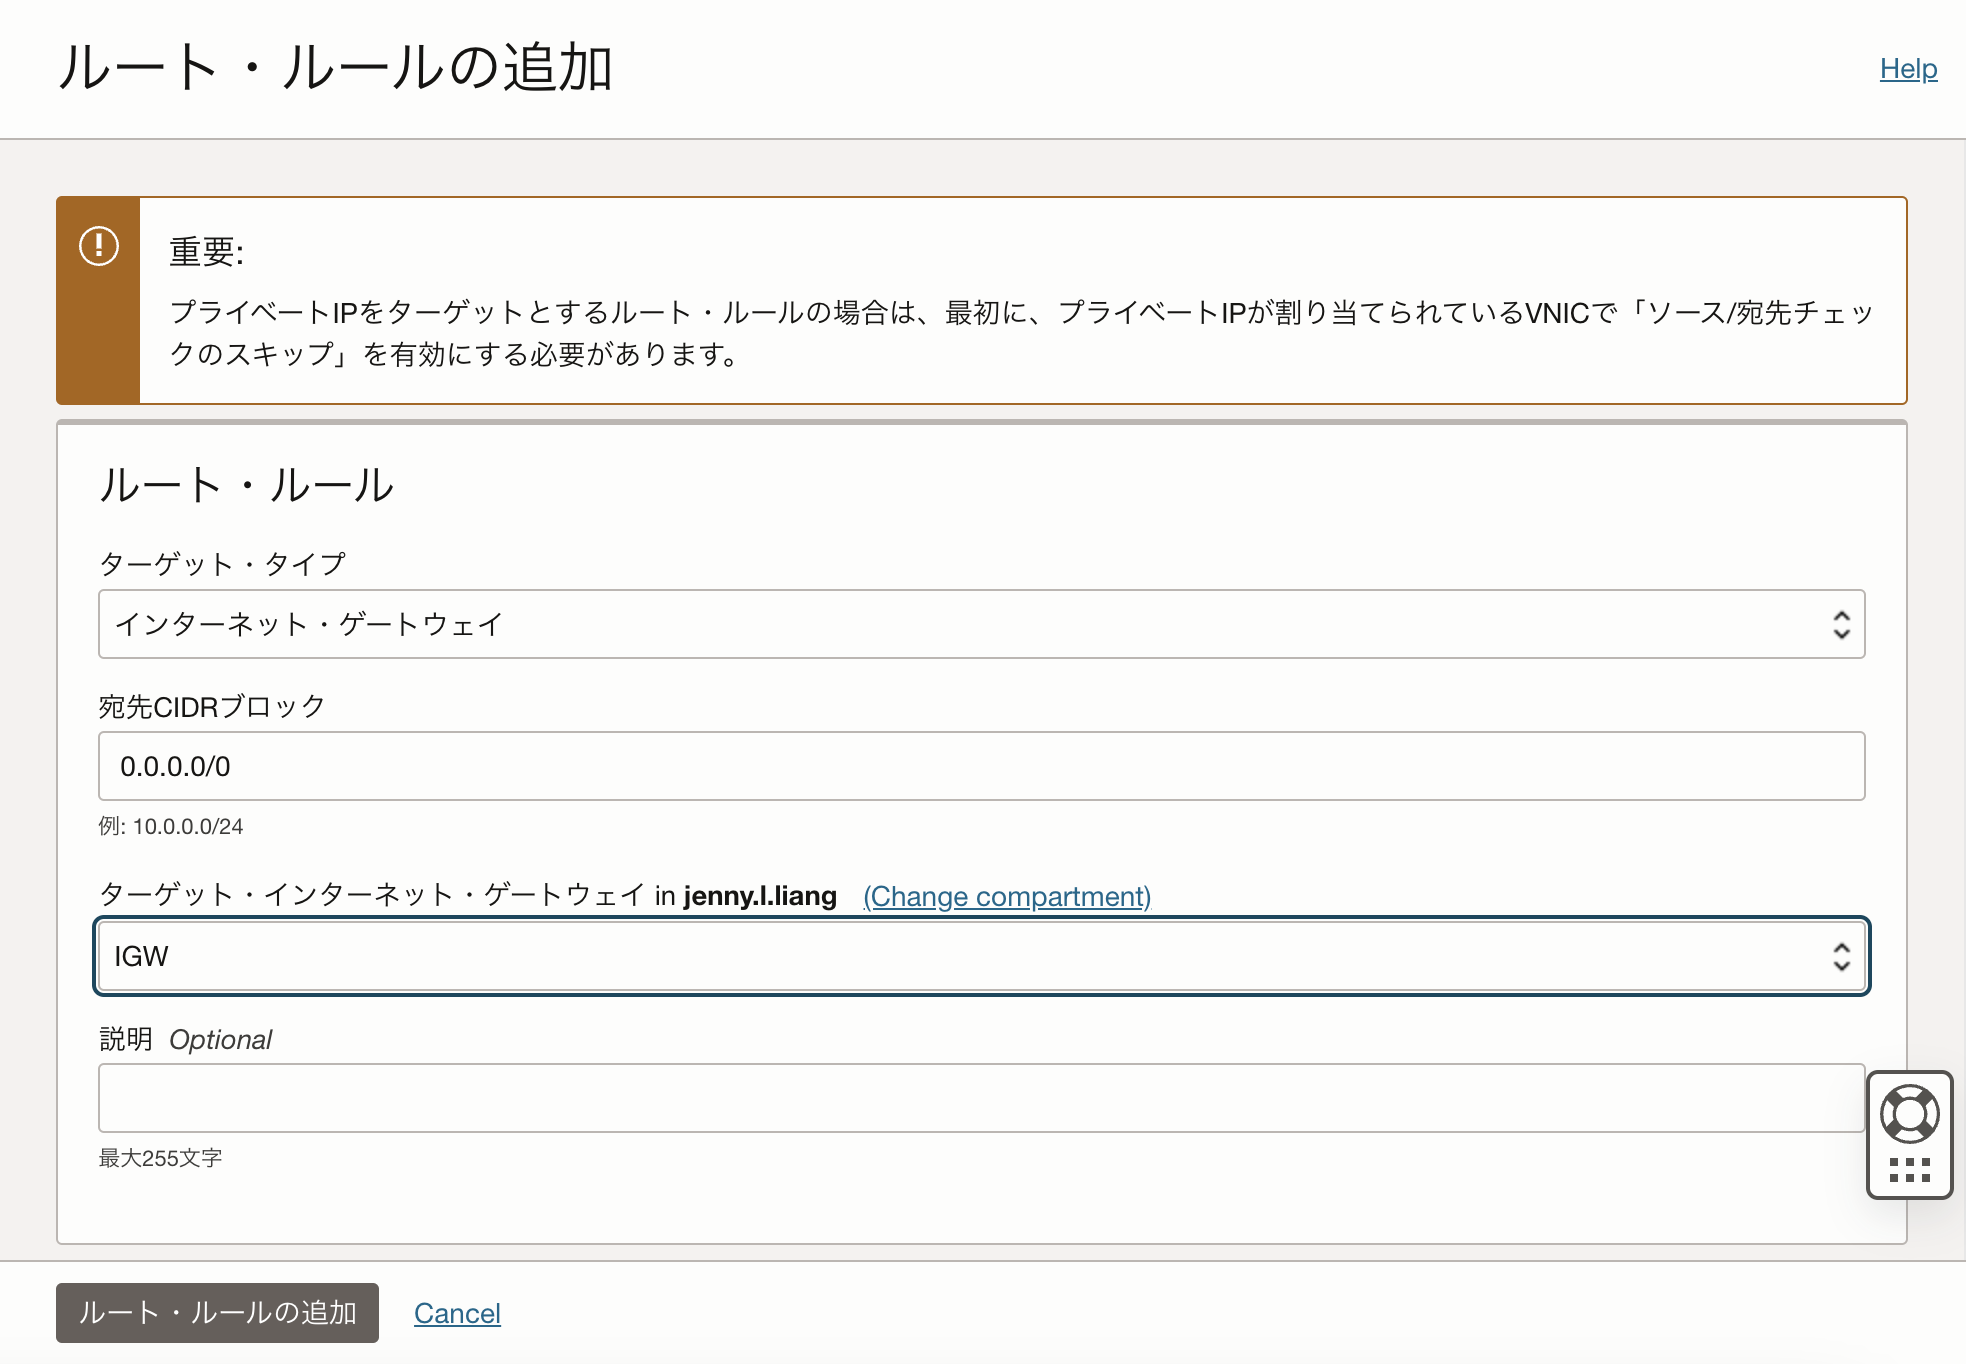 ルート・ルールの追加
Help
重要:
プライベートIPをターゲットとするルート・ルールの場合は、最初に、プライベートIPが割り当てられているVNICで「ソース/宛先チェッ
クのスキップ」を有効にする必要があります。
ルート・ルール
ターゲット・タイプ
インターネット・ゲートウェイ
宛先CIDRブロック
0.0.0.0/0
例: 10.0.0.0/24
ターゲット・インターネット・ゲートウェイ in jenny.l.liang (Change compartment)
IGW
説明 Optional
最大255文字
ルート・ルールの追加 Cancel